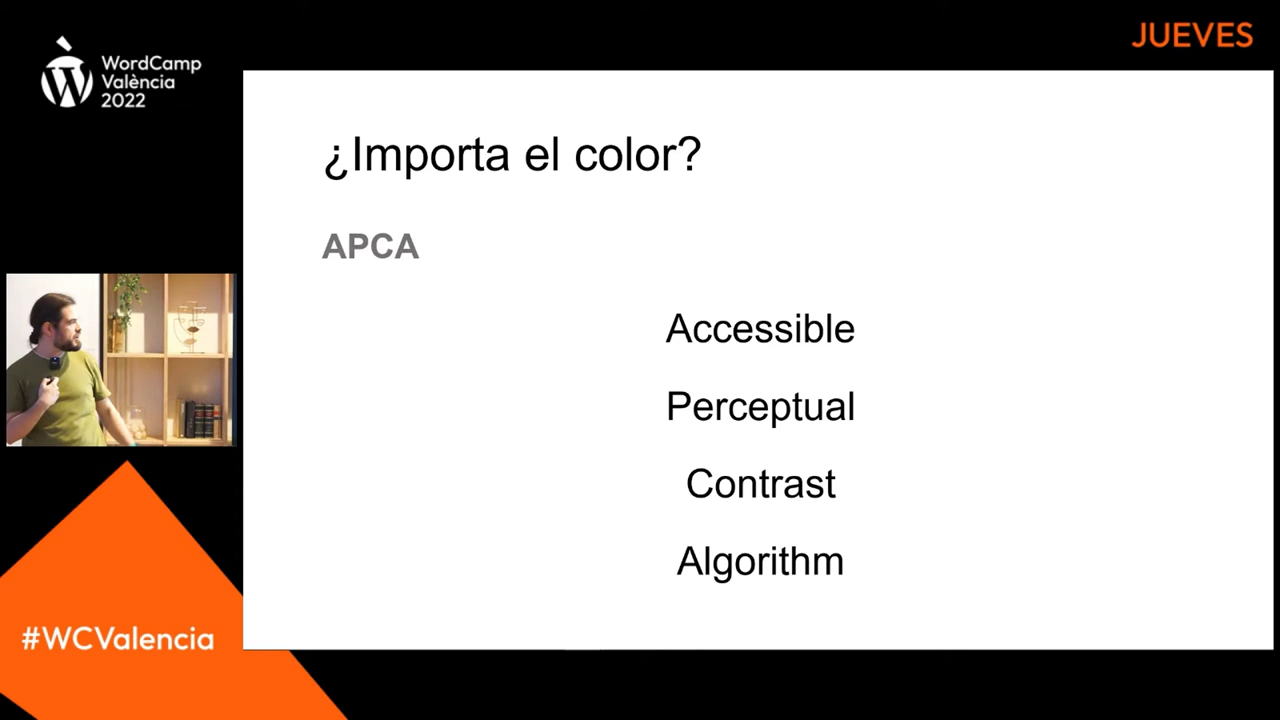 WordCamp
València
2022
JUEVES
¿Importa el color?
APCA
Accessible
Perceptual
Contrast
Algorithm
#WCValencia